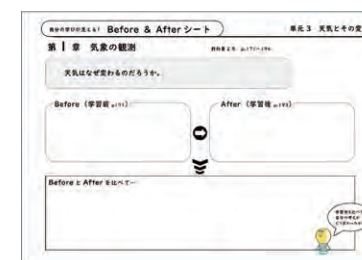 自分の学びが見える! Before & After シート
単元3 天気とその変
第1章 気象の観測
天気はなぜ変わるのだろうか。
Before(学習前
After(学習後
Before と After を比べて…